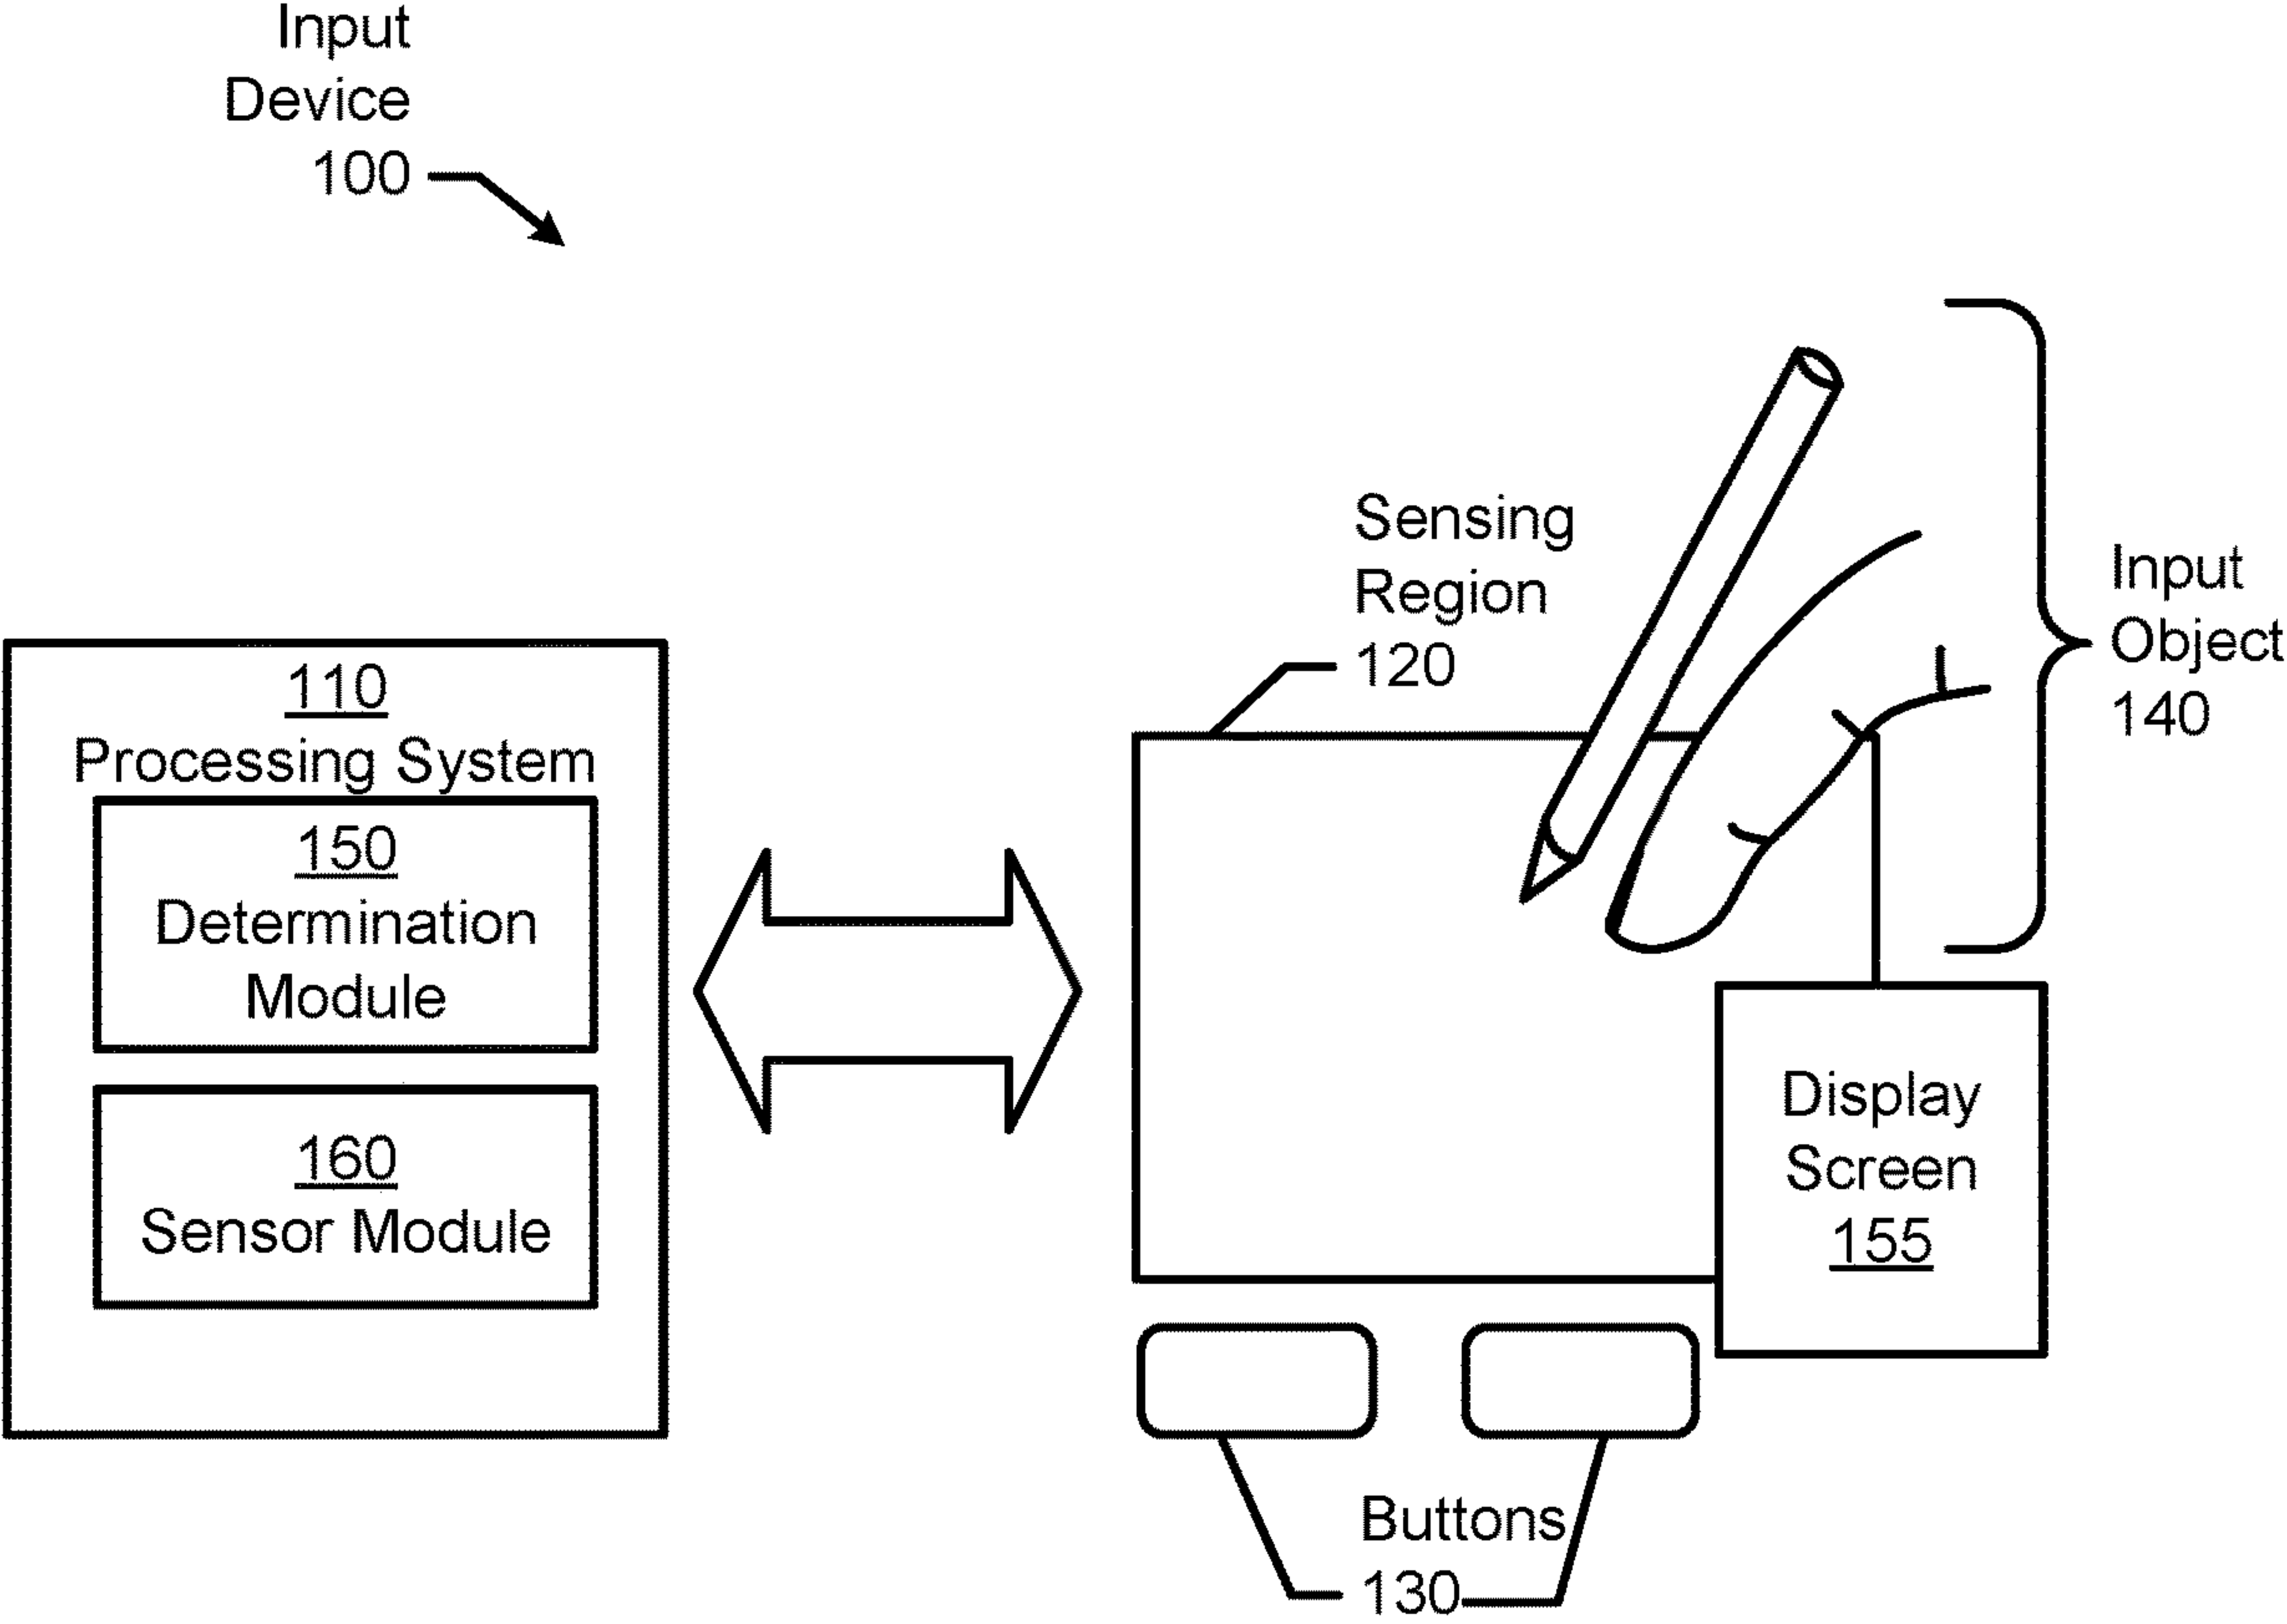 Input
Device
100
Sensing
Region
120
Input
Object
140
110
Processing System
150
Determination
Module
160
Sensor Module
Display
Screen
155
Buttons
130